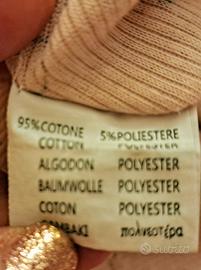 95%COTONE 5%POLIESTERE
COTTON POLYESTER
ALGODON POLYESTER
BAUMWOLLE POLYESTER
COTON POLYESTER
ΒΑΜΒΑΚΙ πολυεστέρα
subito